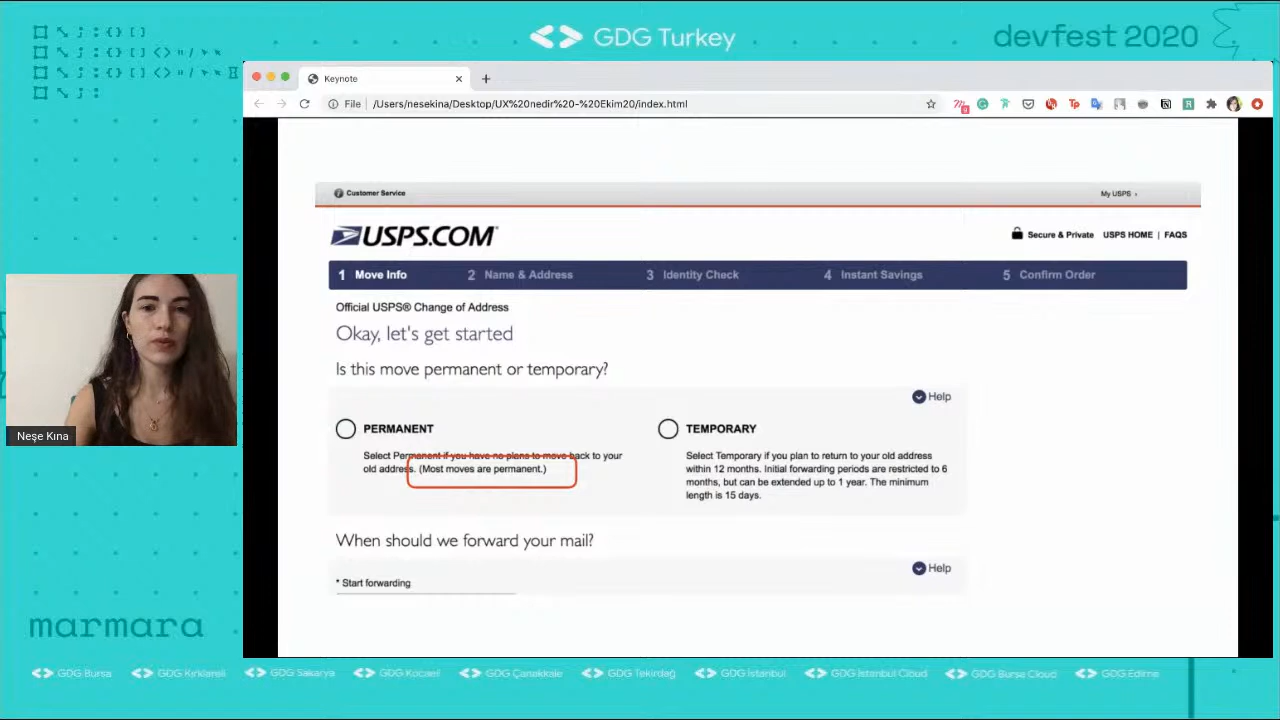 GDG Turkey
devfest 2020
Keynote
File
/Users/nesekina/Desktop/UX%20nedir%20-%20Ekim20/index.html
Customer Service
My USPS ›
USPS.COM
Secure & Private
USPS HOME | FAQS
1 Move Info
2 Name & Address
3 Identity Check
4 Instant Savings
5 Confirm Order
Official USPS® Change of Address
Okay, let's get started
Is this move permanent or temporary?
Help
PERMANENT
Select Permanent if you have no plans to move back to your
old address. (Most moves are permanent.)
TEMPORARY
Select Temporary if you plan to return to your old address
within 12 months. Initial forwarding periods are restricted to 6
months, but can be extended up to 1 year. The minimum
length is 15 days.
When should we forward your mail?
Help
* Start forwarding
Neşe Kına
marmara
GDG Bursa
GDG Kırklareli
GDG Sakarya
GDG Kocaeli
GDG Çanakkale
GDG Tekirdağ
GDG İstanbul
GDG İstanbul Cloud
GDG Bursa Cloud
GDG Edirne